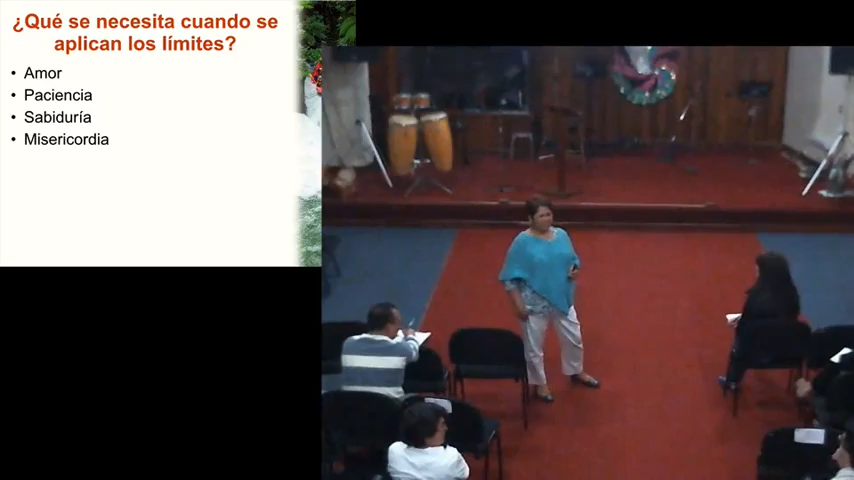 ¿Qué se necesita cuando se
aplican los límites?
• Amor
• Paciencia
• Sabiduría
• Misericordia